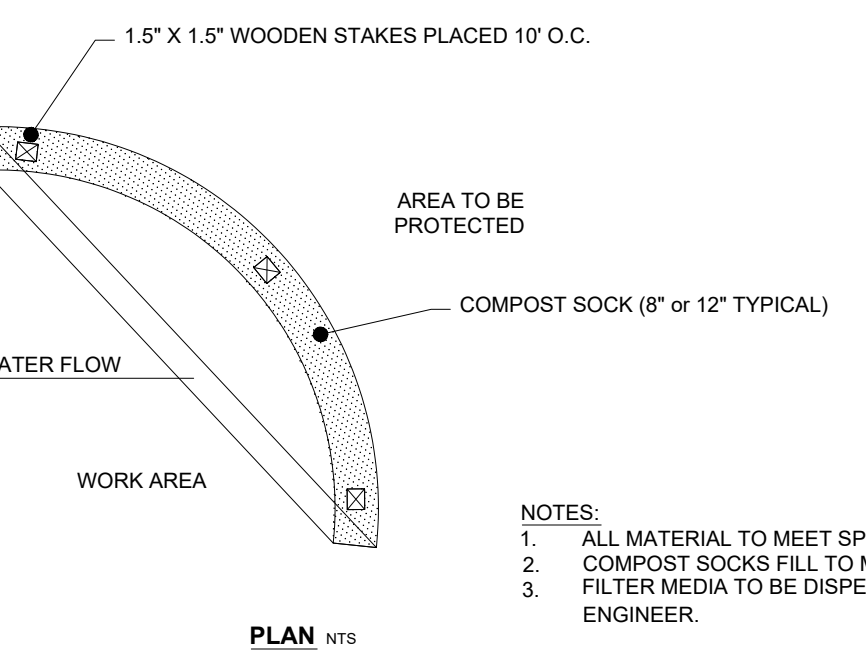 1.5" X 1.5" WOODEN STAKES PLACED 10' O.C.
AREA TO BE
PROTECTED
COMPOST SOCK (8" or 12" TYPICAL)
ATER FLOW
WORK AREA
NOTES:
1. ALL MATERIAL TO MEET SP
2. COMPOST SOCKS FILL TO M
3. FILTER MEDIA TO BE DISPE
ENGINEER.
PLAN NTS